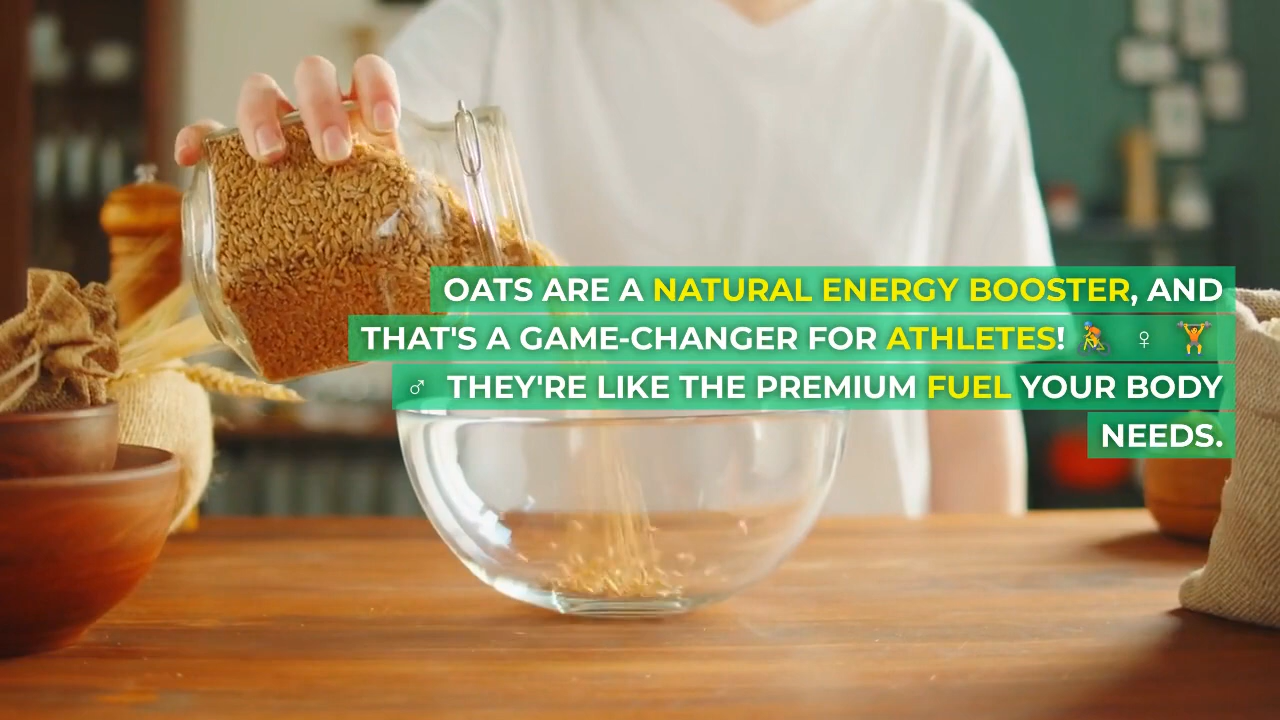 OATS ARE A NATURAL ENERGY BOOSTER, AND
THAT'S A GAME-CHANGER FOR ATHLETES! 🚴 ♀ 🏋
♂ THEY'RE LIKE THE PREMIUM FUEL YOUR BODY
NEEDS.